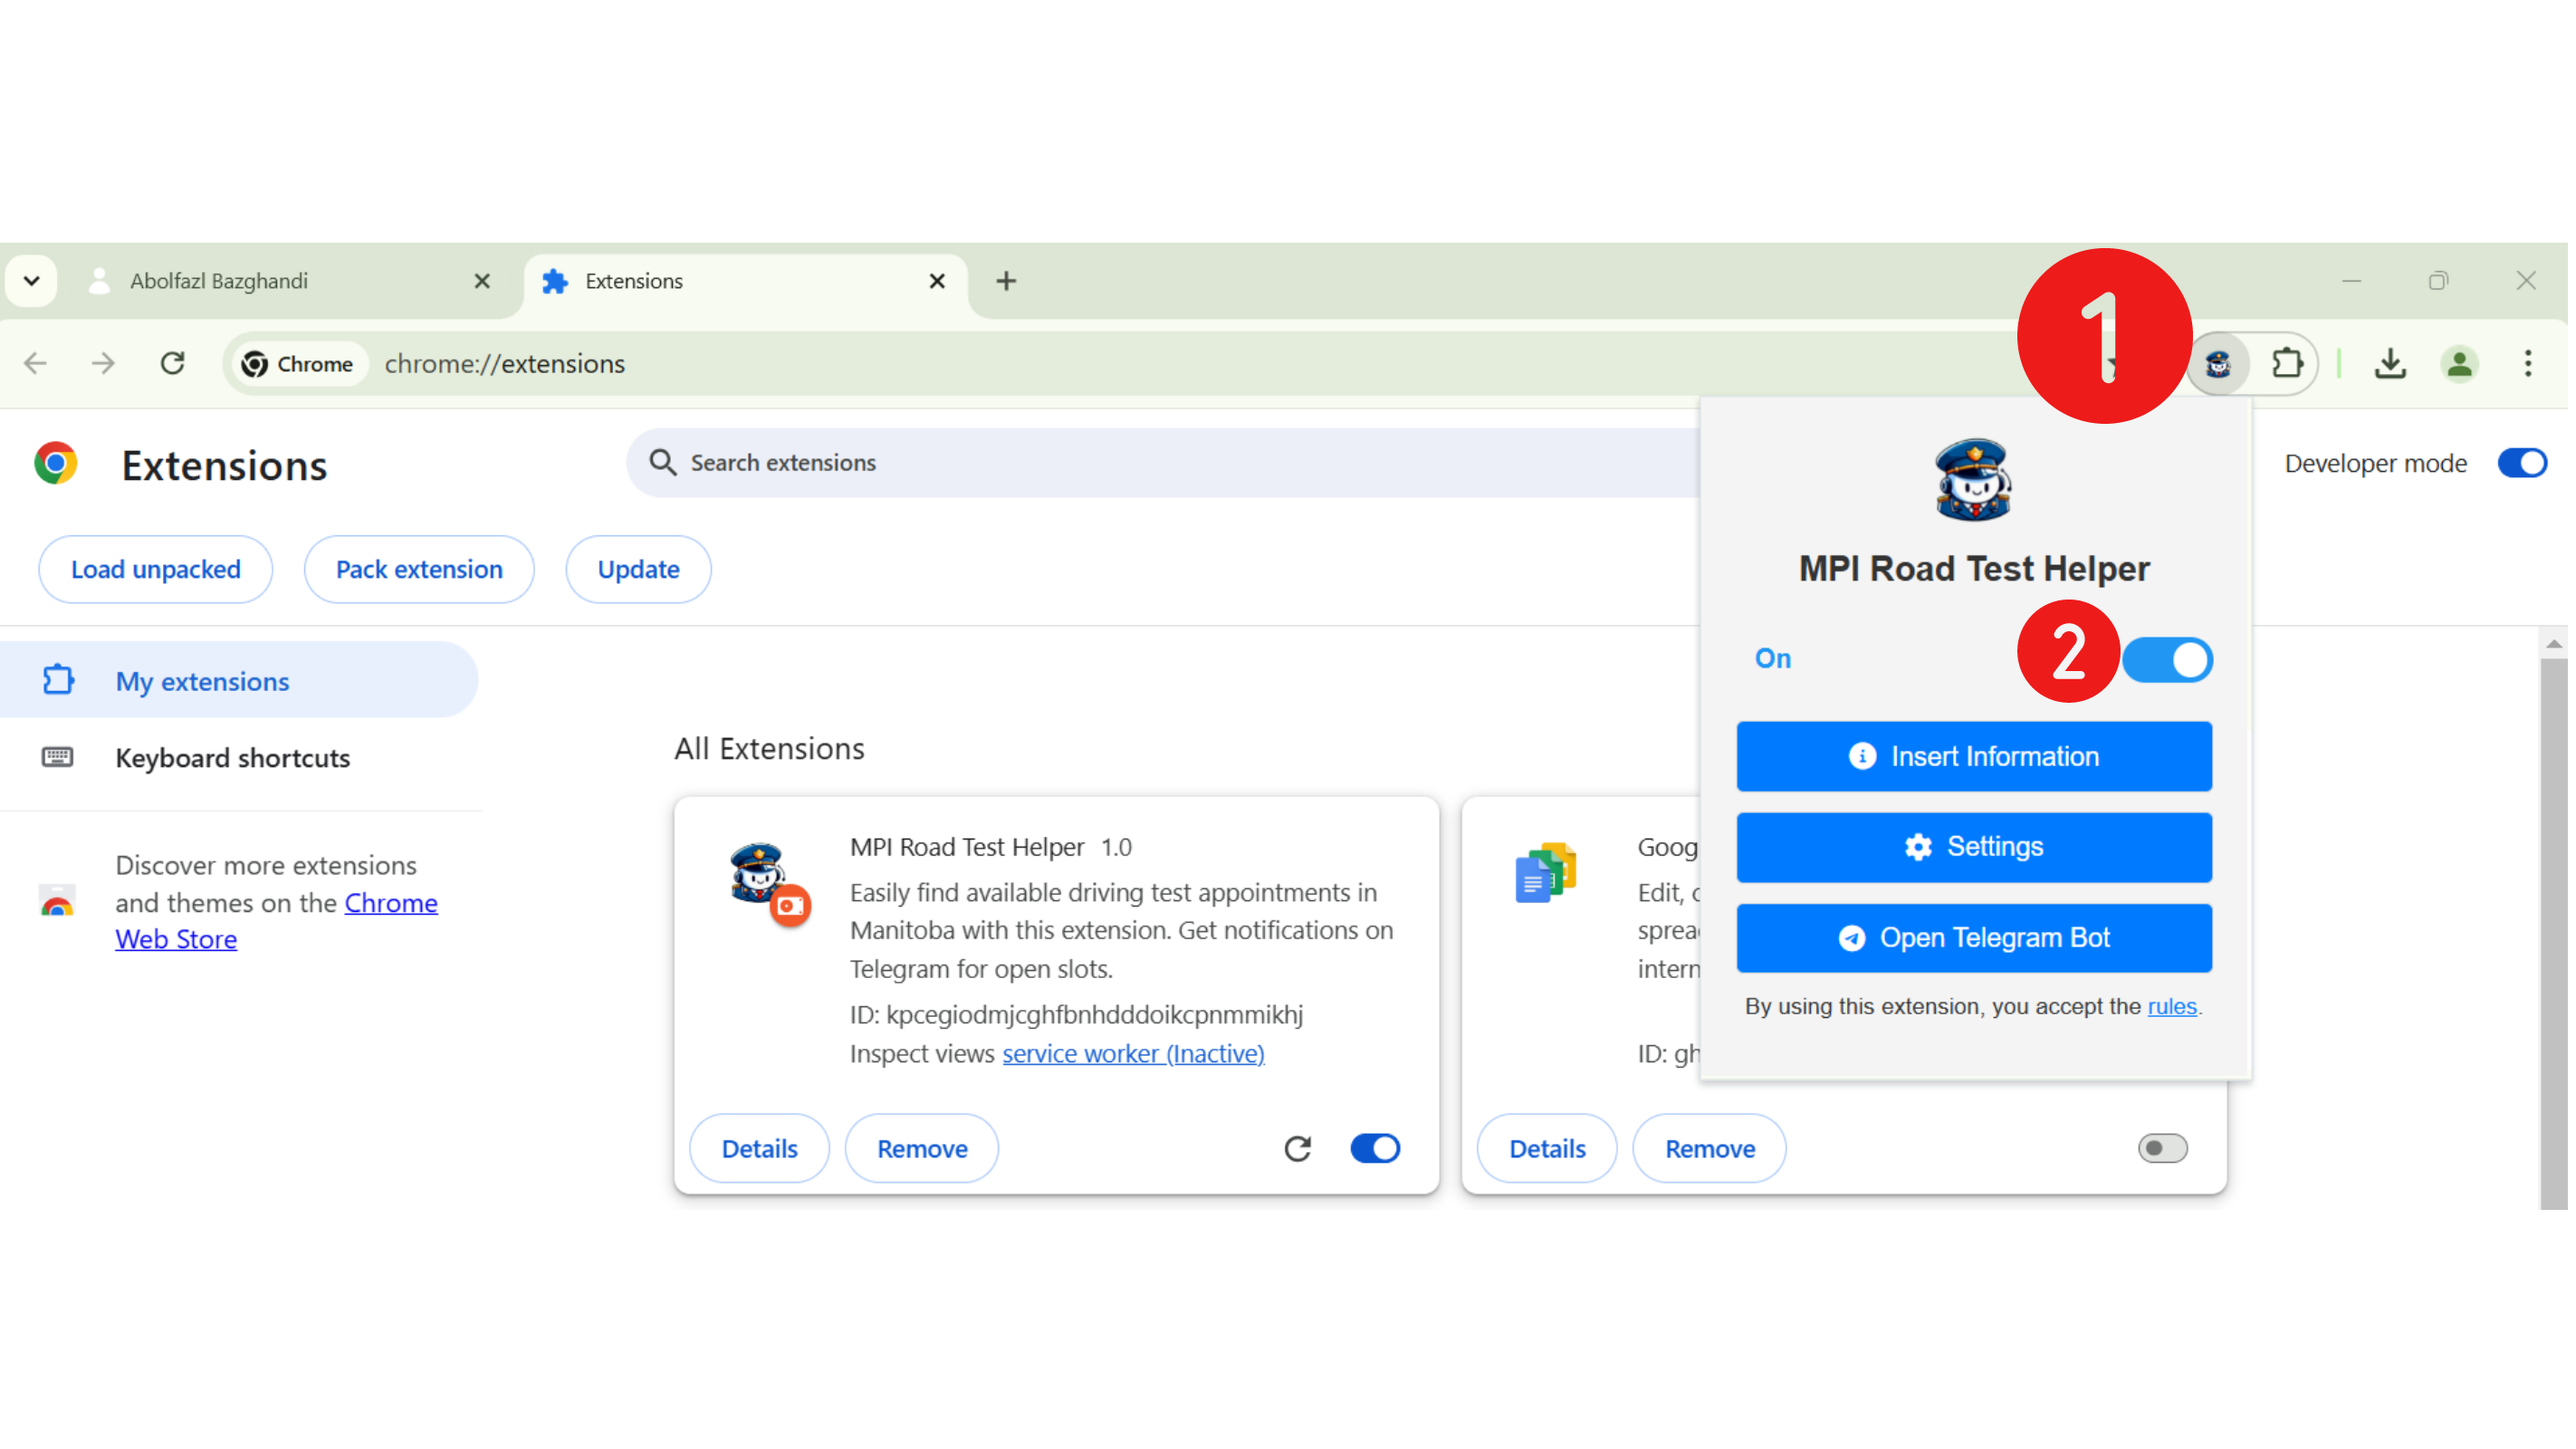 Abolfazl Bazghandi
Extensions
1
Chrome
chrome://extensions
Extensions
Search extensions
Developer mode
Load unpacked
Pack extension
Update
MPI Road Test Helper
On
2
Insert Information
Settings
Open Telegram Bot
By using this extension, you accept the rules.
My extensions
Keyboard shortcuts
Discover more extensions
and themes on the Chrome
Web Store
All Extensions
MPI Road Test Helper 1.0
Easily find available driving test appointments in
Manitoba with this extension. Get notifications on
Telegram for open slots.
ID: kpcegiodmjcghfbnhdddoikcpnmmikhj
Inspect views service worker (Inactive)
Details
Remove
Goog
Edit, c
sprea
intern
ID: gh
Details
Remove